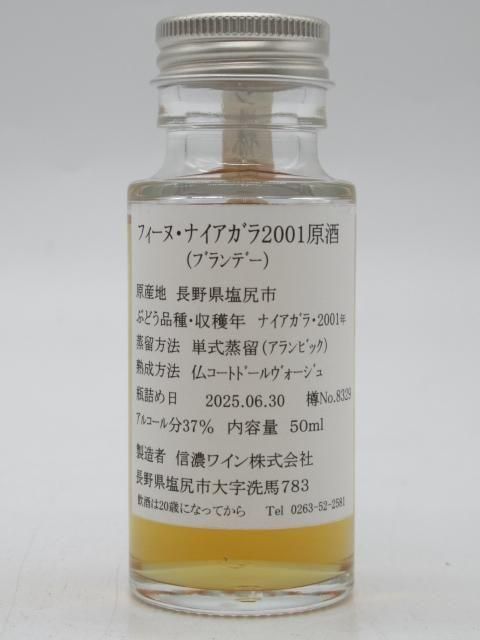 フィーヌ・ナイアガラ2001原酒
(ブランデー)
原産地 長野県塩尻市
ぶどう品種・収穫年 ナイアガラ・2001年
蒸留方法 単式蒸留(アランビック)
熟成方法 仏コートドールヴォージュ
瓶詰め日 2025.06.30 樽No.8329
アルコール分37% 内容量 50ml
製造者 信濃ワイン株式会社
長野県塩尻市大字洗馬783
飲酒は20歳になってから Tel 0263-52-2581